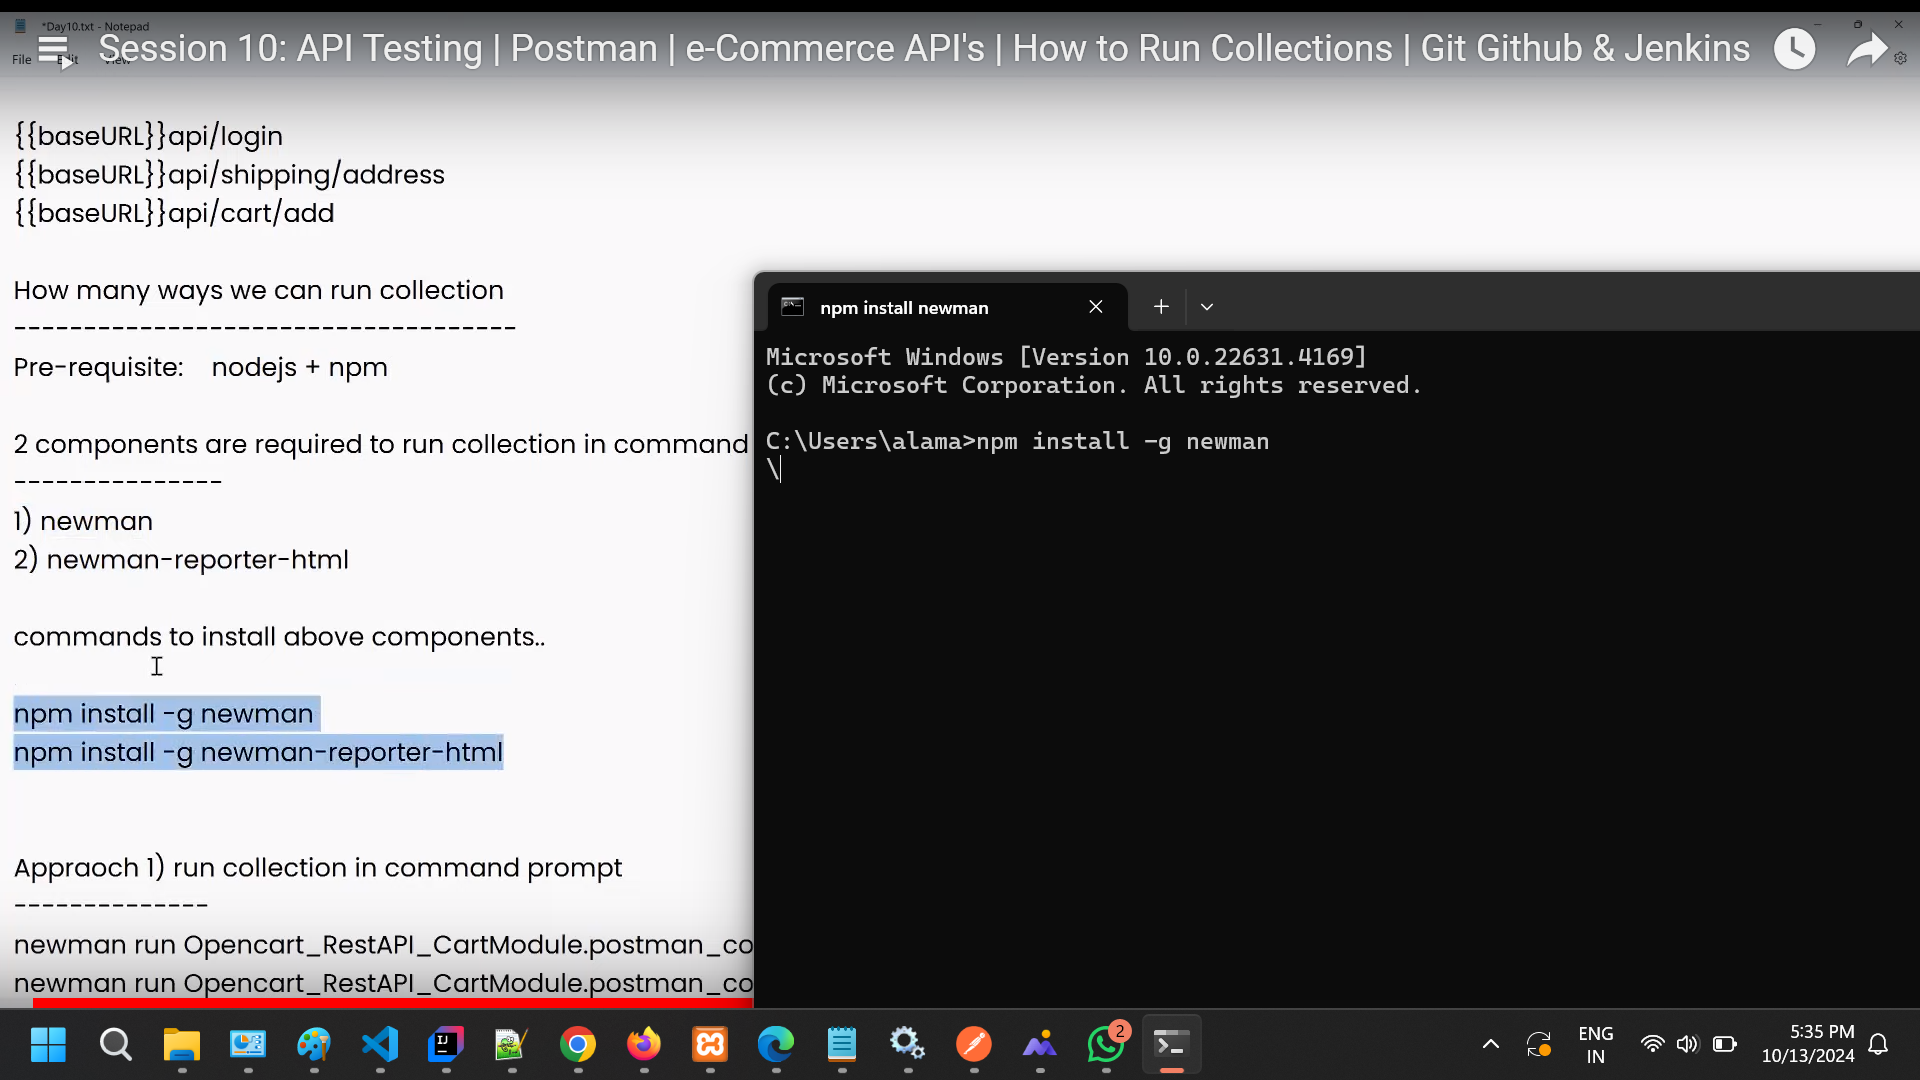 *Day10.txt - Notepad
File Edit View
Session 10: API Testing | Postman | e-Commerce API's | How to Run Collections | Git Github & Jenkins
{{baseURL}}api/login
{{baseURL}}api/shipping/address
{{baseURL}}api/cart/add
How many ways we can run collection
------------------------------------
Pre-requisite: nodejs + npm
2 components are required to run collection in command
---------------
1) newman
2) newman-reporter-html
commands to install above components..
npm install -g newman
npm install -g newman-reporter-html
Appraoch 1) run collection in command prompt
--------------
newman run Opencart_RestAPI_CartModule.postman_co
newman run Opencart_RestAPI_CartModule.postman_co
npm install newman
Microsoft Windows [Version 10.0.22631.4169]
(c) Microsoft Corporation. All rights reserved.
C:\Users\alama>npm install -g newman
\
2
ENG
IN
5:35 PM
10/13/2024